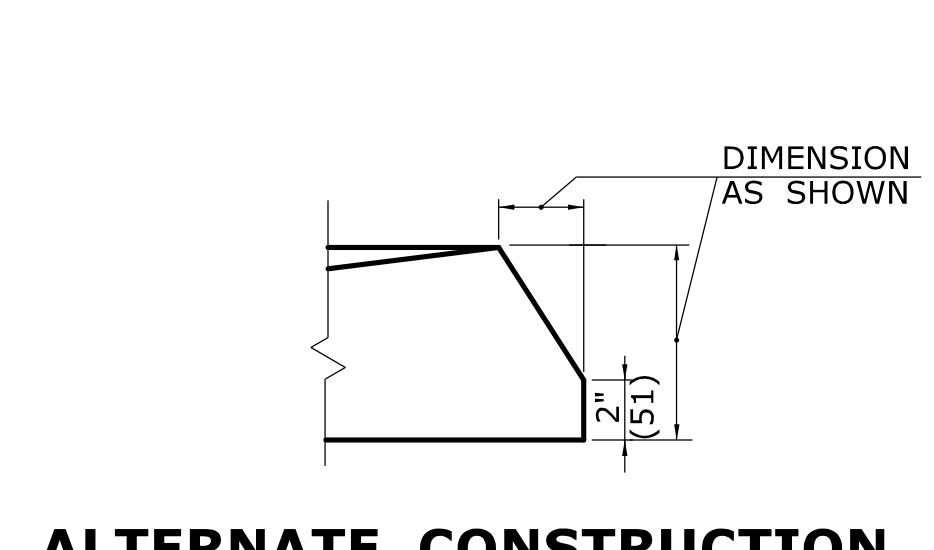 DIMENSION
AS SHOWN
2"
(51)
ALTERNATE CONSTRUCTION